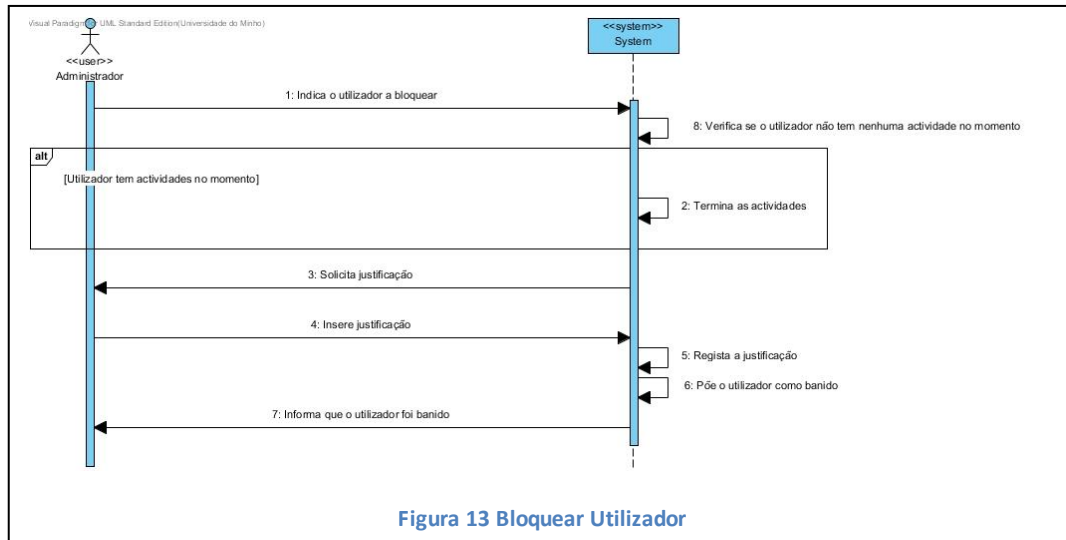 Visual Paradigm for UML Standard Edition(Universidade do Minho)
<<system>>
System
<<user>>
Administrador
1: Indica o utilizador a bloquear
8: Verifica se o utilizador não tem nenhuma actividade no momento
alt
[Utilizador tem actividades no momento]
2: Termina as actividades
3: Solicita justificação
4: Insere justificação
5: Regista a justificação
6: Põe o utilizador como banido
7: Informa que o utilizador foi banido
Figura 13 Bloquear Utilizador